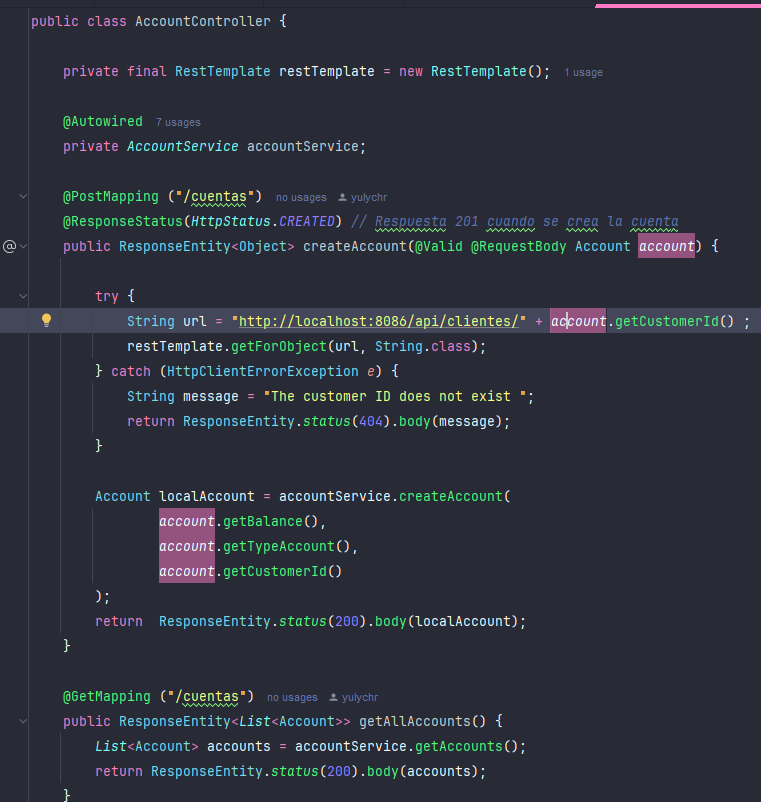 public class AccountController {
private final RestTemplate restTemplate = new RestTemplate(); 1 usage
@Autowired 7 usages
private AccountService accountService;
@PostMapping ("/cuentas") no usages yulychr
@ResponseStatus(HttpStatus.CREATED) // Respuesta 201 cuando se crea la cuenta
public ResponseEntity<Object> createAccount(@Valid @RequestBody Account account) {
try {
String url = "http://localhost:8086/api/clientes/" + account.getCustomerId() ;
restTemplate.getForObject(url, String.class);
} catch (HttpClientErrorException e) {
String message = "The customer ID does not exist ";
return ResponseEntity.status(404).body(message);
}
Account localAccount = accountService.createAccount(
account.getBalance(),
account.getTypeAccount(),
account.getCustomerId()
);
return  ResponseEntity.status(200).body(localAccount);
}
@GetMapping ("/cuentas") no usages yulychr
public ResponseEntity<List<Account>> getAllAccounts() {
List<Account> accounts = accountService.getAccounts();
return ResponseEntity.status(200).body(accounts);
}